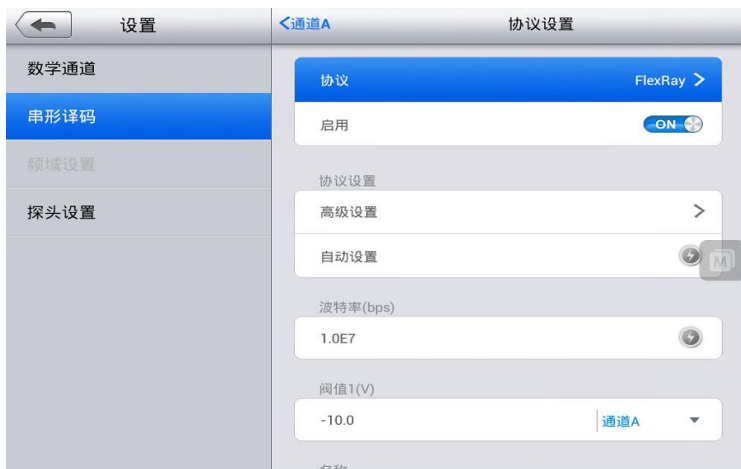 设置
数学通道
串形译码
频域设置
探头设置
通道A
协议设置
协议 FlexRay
启用 ON
协议设置
高级设置
自动设置
M
波特率(bps)
1.0E7
阀值1(V)
-10.0 通道A